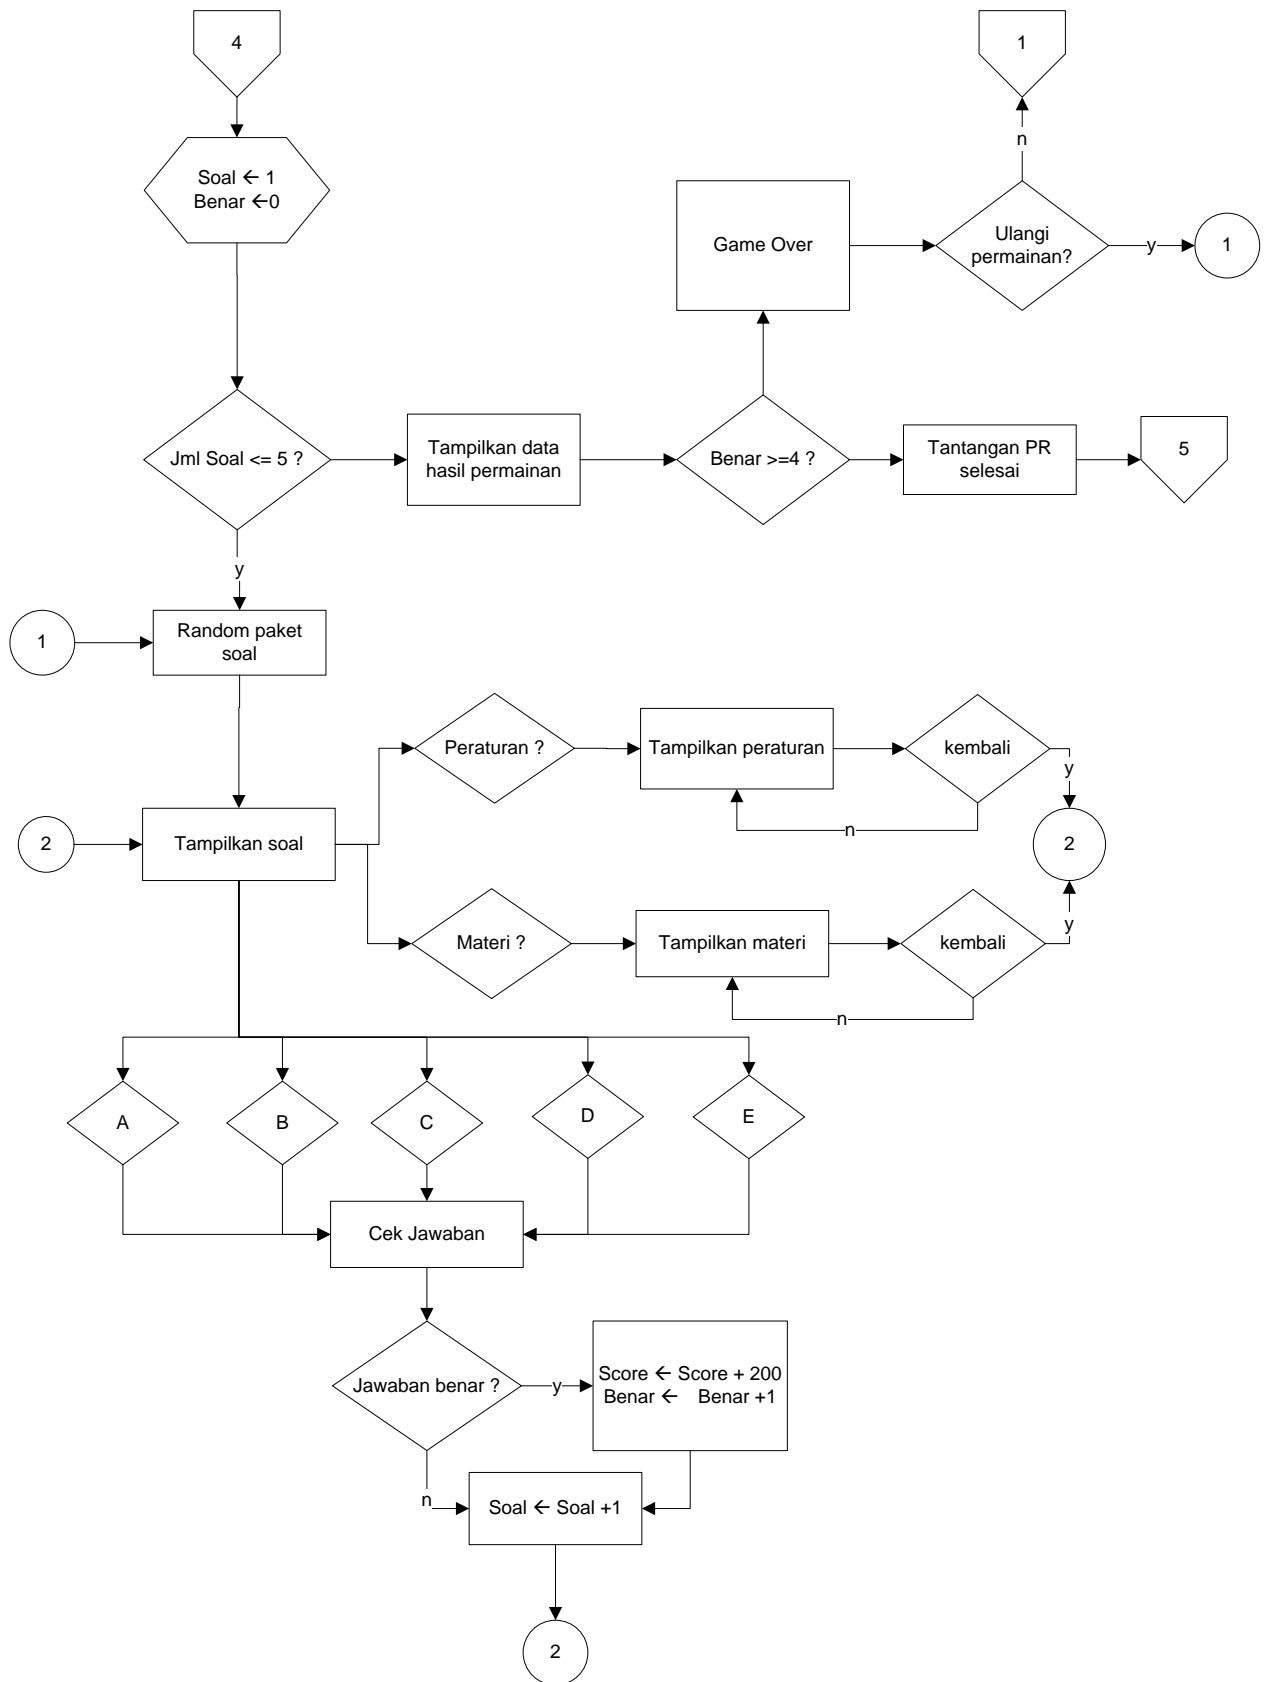 4
1
n
Soal ← 1
Benar ←0
Game Over
Ulangi
permainan?
y
1
Jml Soal <= 5 ?
Tampilkan data
hasil permainan
Benar >=4 ?
Tantangan PR
selesai
5
y
1
Random paket
soal
Peraturan ?
Tampilkan peraturan
kembali
y
n
2
Tampilkan soal
2
Materi ?
Tampilkan materi
kembali
y
n
A
B
C
D
E
Cek Jawaban
Jawaban benar ?
y
Score ← Score + 200
Benar ← Benar +1
n
Soal ← Soal +1
2